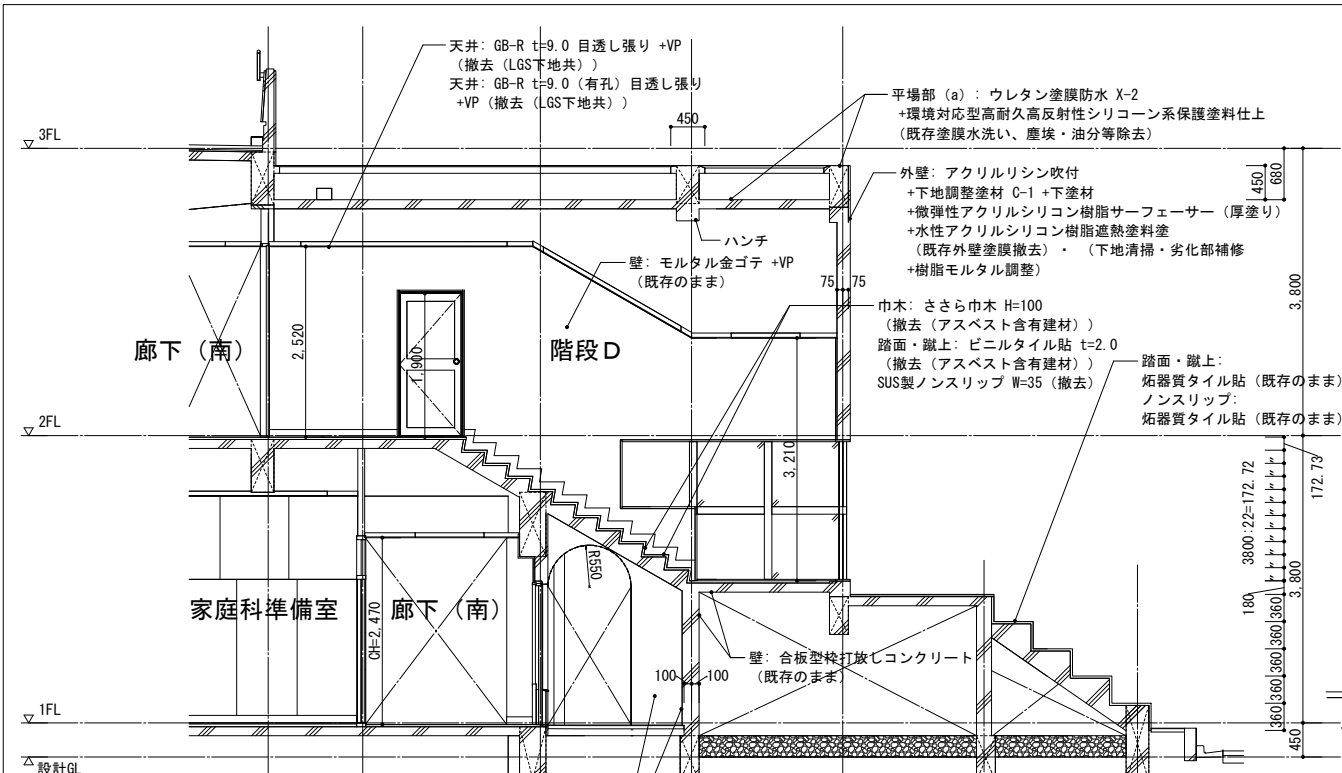 天井: GB-R t=9.0 目透し張り +VP
(撤去(LGS下地共))
天井: GB-R t=9.0(有孔)目透し張り
+VP(撤去(LGS下地共))
平場部(a): ウレタン塗膜防水 X-2
+環境対応型高耐久高反射性シリコーン系保護塗料仕上
(既存塗膜水洗い、塵埃・油分等除去)
450
3FL
外壁: アクリルリシン吹付
+下地調整塗材 C-1 +下塗材
+微弾性アクリルシリコン樹脂サーフェーサー(厚塗り)
+水性アクリルシリコン樹脂遮熱塗料塗
(既存外壁塗膜撤去)・(下地清掃・劣化部補修
+樹脂モルタル調整)
450
680
ハンチ
壁: モルタル金ゴテ +VP
(既存のまま)
75
75
3,800
巾木: ささら巾木 H=100
(撤去(アスベスト含有建材))
踏面・蹴上: ビニルタイル貼 t=2.0
(撤去(アスベスト含有建材))
SUS製ノンスリップ W=35(撤去)
廊下(南)
2,520
1,900
階段D
踏面・蹴上:
炻器質タイル貼(既存のまま)
ノンスリップ:
炻器質タイル貼(既存のまま)
2FL
3,210
3800:22=172.72
172.73
3,800
R550
家庭科準備室
CH=2,470
廊下(南)
180
360
360
360
360
360
壁: 合板型枠打放しコンクリート
(既存のまま)
100
100
1FL
450
設計GL